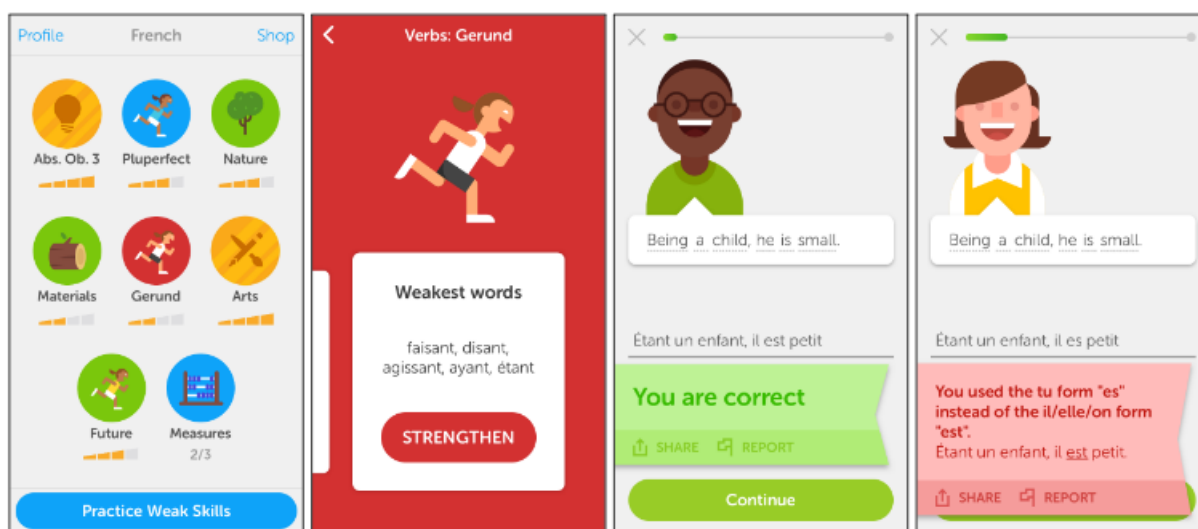 Profile French Shop
Abs. Ob. 3 Pluperfect Nature
Materials Gerund Arts
Future Measures
2/3
Practice Weak Skills
Verbs: Gerund
Weakest words
faisant, disant,
agissant, ayant, étant
STRENGTHEN
Being a child, he is small.
Étant un enfant, il est petit
You are correct
SHARE REPORT
Continue
Being a child, he is small.
Étant un enfant, il es petit
You used the tu form "es"
instead of the il/elle/on form
"est".
Étant un enfant, il est petit.
SHARE REPORT